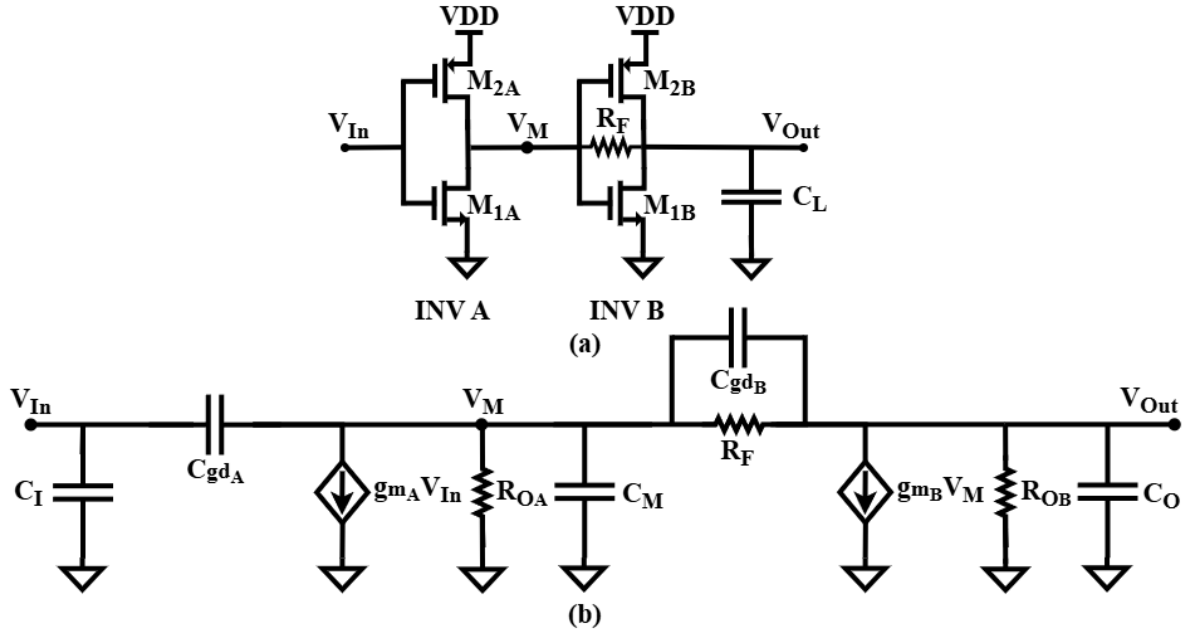 VDD VDD
M2A M2B
VIn VM RF VOut
M1A M1B CL
INV A INV B
(a)
CgdB
VIn VM VOut
CgdA RF
CI gmAVIn ROA CM gmBVM ROB CO
(b)